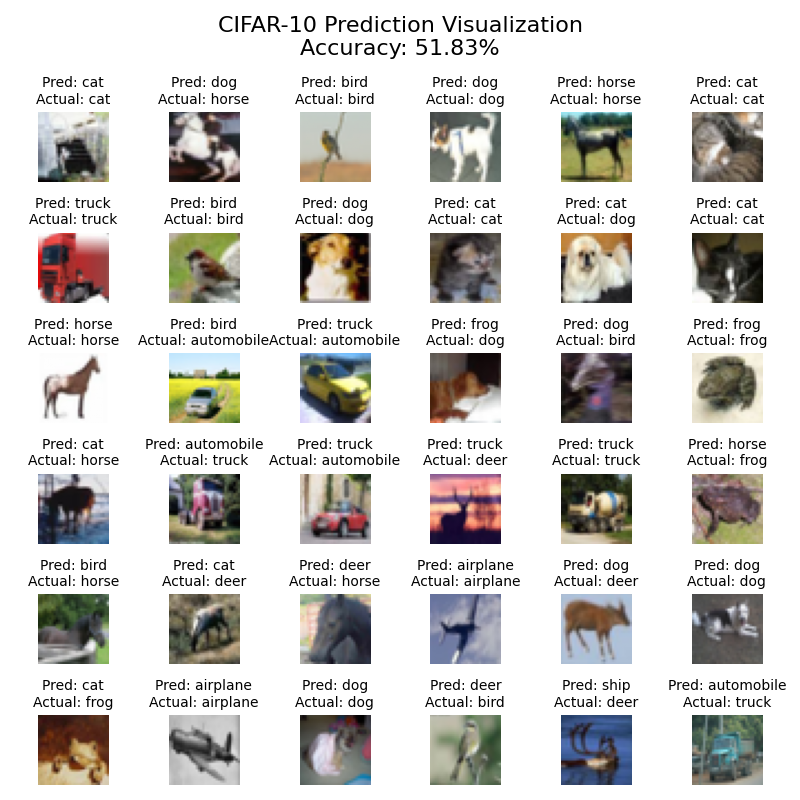 CIFAR-10 Prediction Visualization
Accuracy: 51.83%
Pred: cat
Actual: cat
Pred: dog
Actual: horse
Pred: bird
Actual: bird
Pred: dog
Actual: dog
Pred: horse
Actual: horse
Pred: cat
Actual: cat
Pred: truck
Actual: truck
Pred: bird
Actual: bird
Pred: dog
Actual: dog
Pred: cat
Actual: cat
Pred: cat
Actual: dog
Pred: cat
Actual: cat
Pred: horse
Actual: horse
Pred: bird
Actual: automobile
Pred: truck
Actual: automobile
Pred: frog
Actual: dog
Pred: dog
Actual: bird
Pred: frog
Actual: frog
Pred: cat
Actual: horse
Pred: automobile
Actual: truck
Pred: truck
Actual: automobile
Pred: truck
Actual: deer
Pred: truck
Actual: truck
Pred: horse
Actual: frog
Pred: bird
Actual: horse
Pred: cat
Actual: deer
Pred: deer
Actual: horse
Pred: airplane
Actual: airplane
Pred: dog
Actual: deer
Pred: dog
Actual: dog
Pred: cat
Actual: frog
Pred: airplane
Actual: airplane
Pred: dog
Actual: dog
Pred: deer
Actual: bird
Pred: ship
Actual: deer
Pred: automobile
Actual: truck